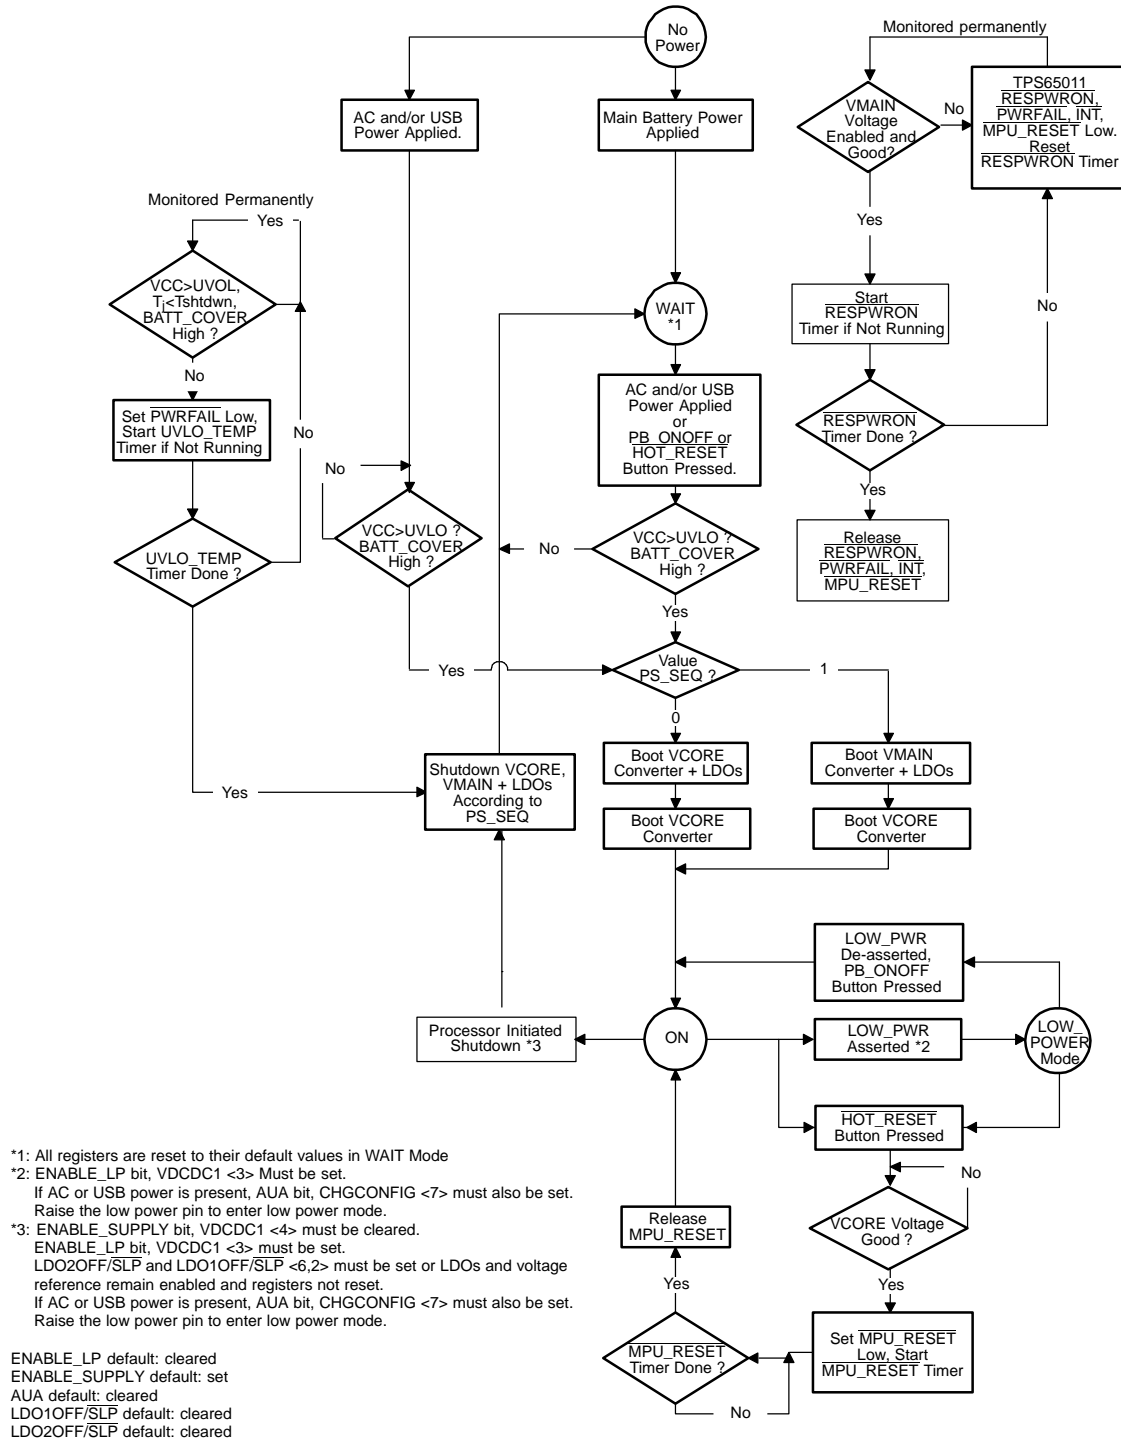 No
Power
Monitored permanently
AC and/or USB
Power Applied.
Main Battery Power
Applied
VMAIN
Voltage
Enabled and
Good?
No
TPS65011
RESPWRON,
PWRFAIL, INT,
MPU_RESET Low.
Reset
RESPWRON Timer
Monitored Permanently
Yes
Yes
VCC>UVOL,
Tj<Tshtdwn,
BATT_COVER
High ?
WAIT
*1
Start
RESPWRON
Timer if Not Running
No
No
AC and/or USB
Power Applied
or
PB_ONOFF or
HOT_RESET
Button Pressed.
Set PWRFAIL Low,
Start UVLO_TEMP
Timer if Not Running
No
RESPWRON
Timer Done ?
No
Yes
VCC>UVLO ?
BATT_COVER
High ?
No
VCC>UVLO ?
BATT_COVER
High ?
Release
RESPWRON,
PWRFAIL, INT,
MPU_RESET
UVLO_TEMP
Timer Done ?
Yes
Yes
Value
PS_SEQ ?
1
0
Boot VCORE
Converter + LDOs
Boot VMAIN
Converter + LDOs
Yes
Shutdown VCORE,
VMAIN + LDOs
According to
PS_SEQ
Boot VCORE
Converter
Boot VCORE
Converter
LOW_PWR
De-asserted,
PB_ONOFF
Button Pressed
Processor Initiated
Shutdown *3
ON
LOW_PWR
Asserted *2
LOW_
POWER
Mode
HOT_RESET
Button Pressed
No
VCORE Voltage
Good ?
Yes
Release
MPU_RESET
Yes
MPU_RESET
Timer Done ?
Set MPU_RESET
Low, Start
MPU_RESET Timer
No
*1: All registers are reset to their default values in WAIT Mode
*2: ENABLE_LP bit, VDCDC1 <3> Must be set.
If AC or USB power is present, AUA bit, CHGCONFIG <7> must also be set.
Raise the low power pin to enter low power mode.
*3: ENABLE_SUPPLY bit, VDCDC1 <4> must be cleared.
ENABLE_LP bit, VDCDC1 <3> must be set.
LDO2OFF/SLP and LDO1OFF/SLP <6,2> must be set or LDOs and voltage
reference remain enabled and registers not reset.
If AC or USB power is present, AUA bit, CHGCONFIG <7> must also be set.
Raise the low power pin to enter low power mode.
ENABLE_LP default: cleared
ENABLE_SUPPLY default: set
AUA default: cleared
LDO1OFF/SLP default: cleared
LDO2OFF/SLP default: cleared